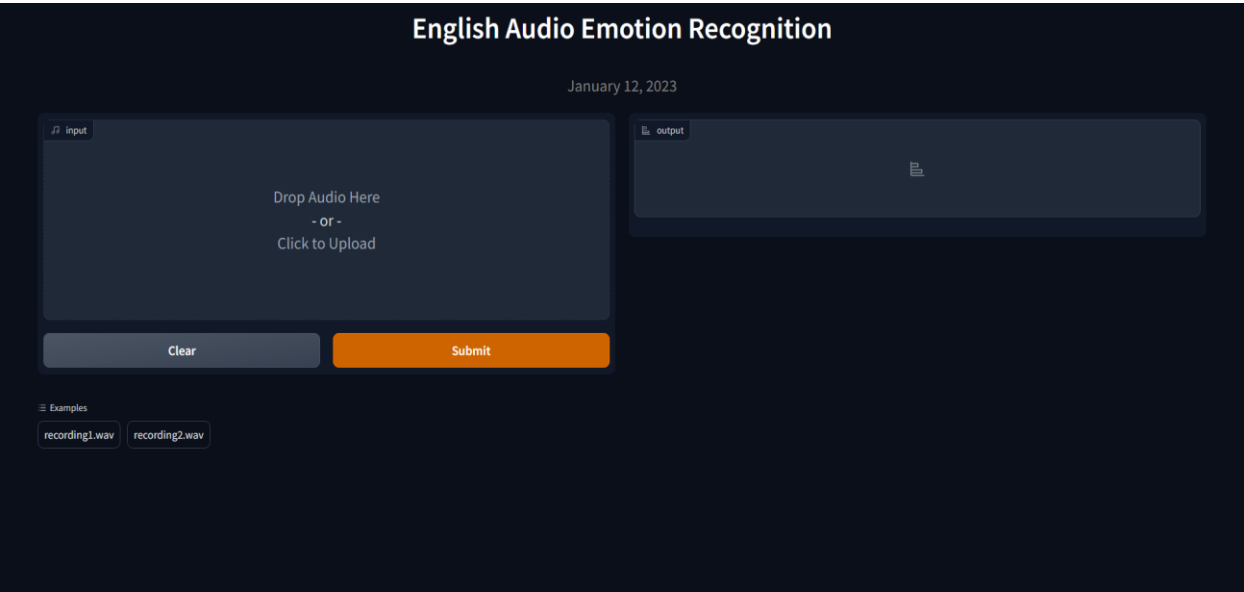 English Audio Emotion Recognition
January 12, 2023
input
Drop Audio Here
- or -
Click to Upload
Clear
Submit
output
Examples
recording1.wav
recording2.wav